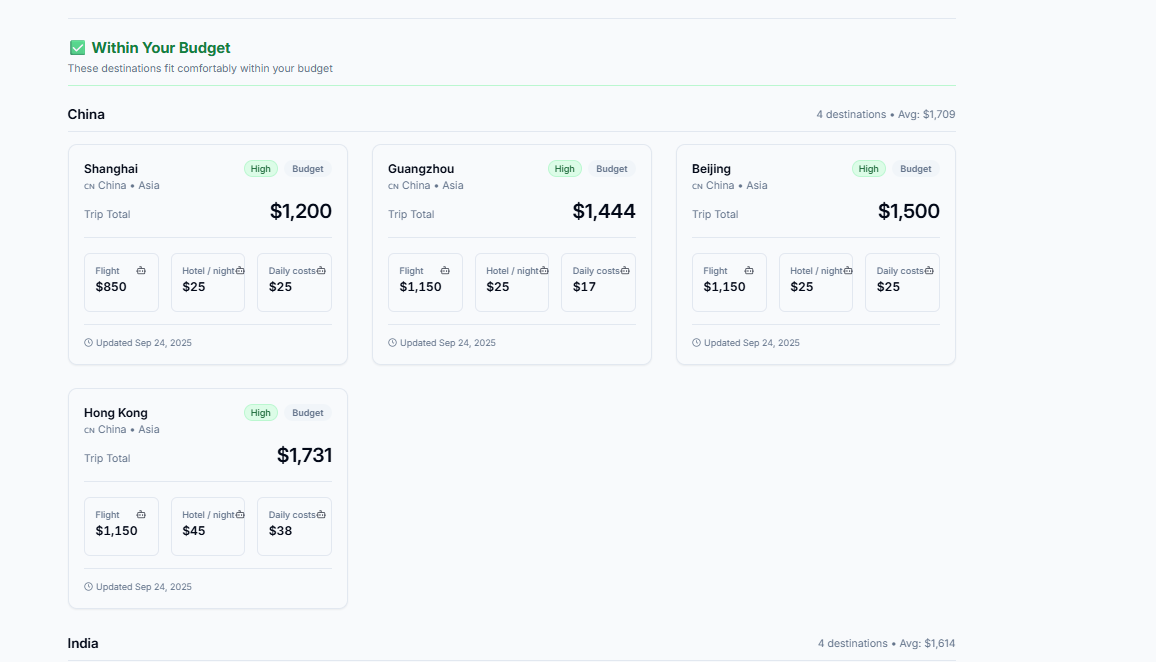 Within Your Budget
These destinations fit comfortably within your budget
China
4 destinations • Avg: $1,709
Shanghai
High
Budget
CN China • Asia
Trip Total
$1,200
Flight
$850
Hotel / night
$25
Daily costs
$25
Updated Sep 24, 2025
Guangzhou
High
Budget
CN China • Asia
Trip Total
$1,444
Flight
$1,150
Hotel / night
$25
Daily costs
$17
Updated Sep 24, 2025
Beijing
High
Budget
CN China • Asia
Trip Total
$1,500
Flight
$1,150
Hotel / night
$25
Daily costs
$25
Updated Sep 24, 2025
Hong Kong
High
Budget
CN China • Asia
Trip Total
$1,731
Flight
$1,150
Hotel / night
$45
Daily costs
$38
Updated Sep 24, 2025
India
4 destinations • Avg: $1,614